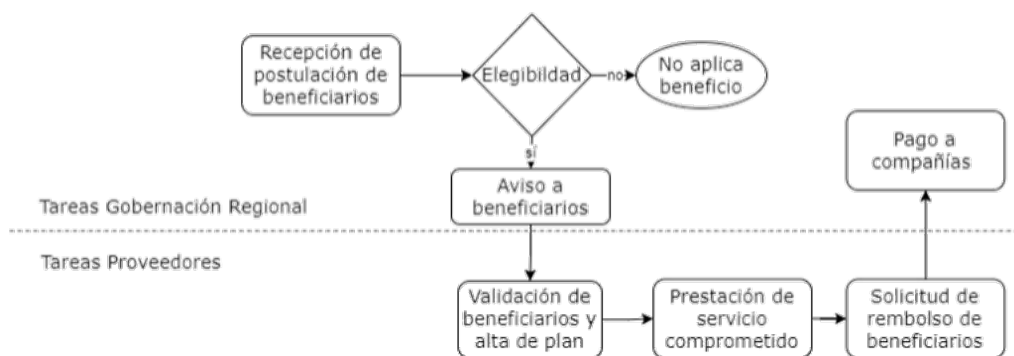 Recepción de
postulación de
beneficiarios
Elegibildad
no
No aplica
beneficio
sí
Aviso a
beneficiarios
Pago a
compañías
Tareas Gobernación Regional
Tareas Proveedores
Validación de
beneficiarios y
alta de plan
Prestación de
servicio
comprometido
Solicitud de
rembolso de
beneficiarios